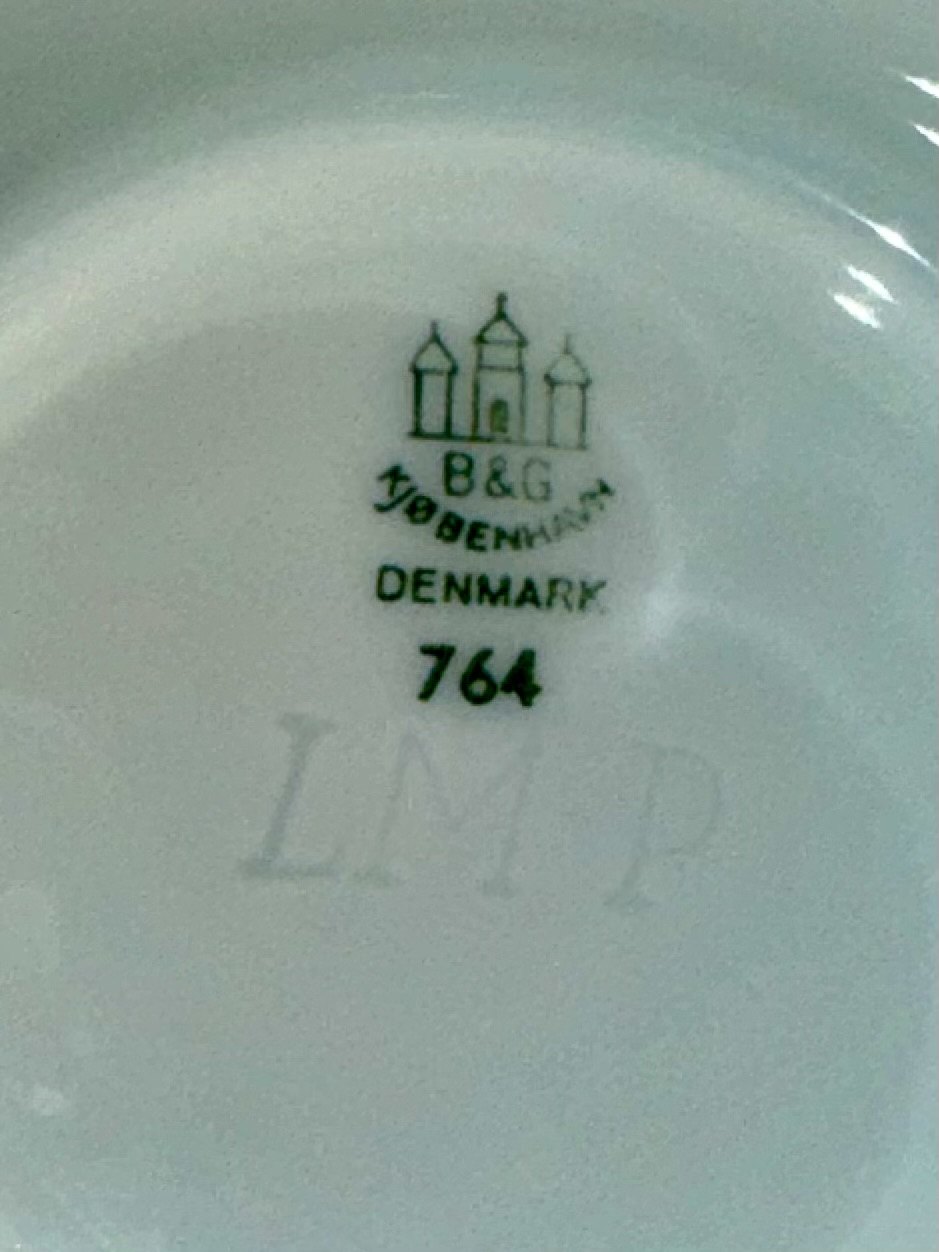 B&G
KJØBENHAVN
DENMARK
764
LMP